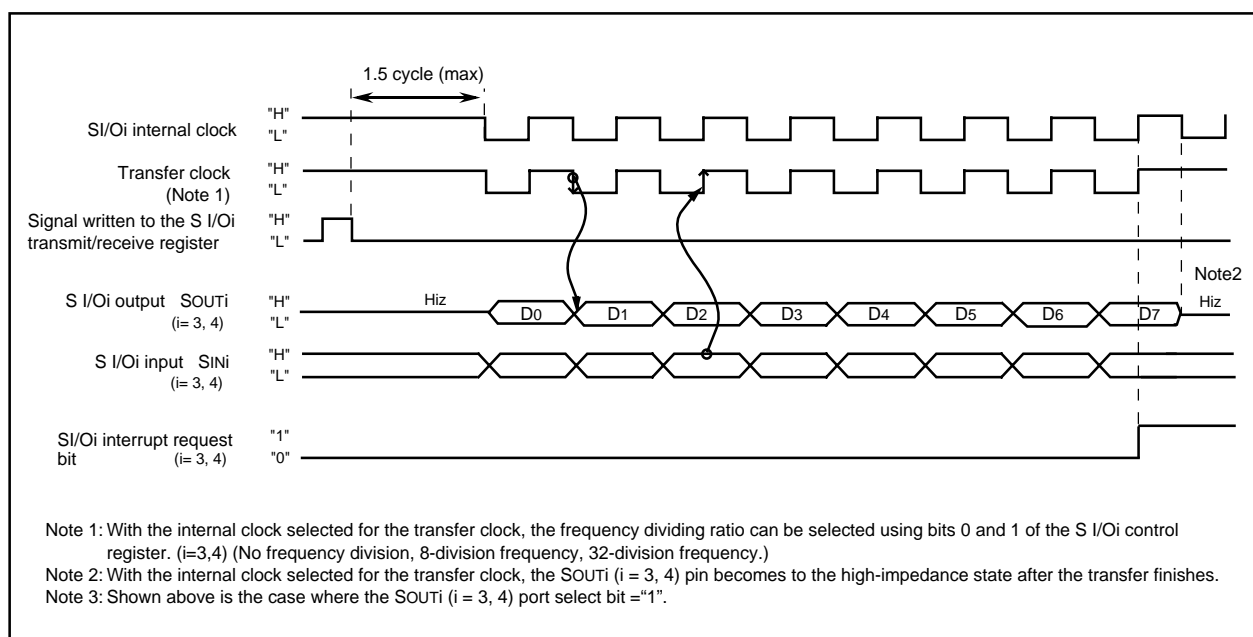 1.5 cycle (max)
SI/Oi internal clock
"H"
"L"
Transfer clock
(Note 1)
"H"
"L"
Signal written to the S I/Oi
transmit/receive register
"H"
"L"
S I/Oi output SOUTi
(i= 3, 4)
"H"
"L"
Hiz
D0
D1
D2
D3
D4
D5
D6
D7
Note2
Hiz
S I/Oi input SINi
(i= 3, 4)
"H"
"L"
SI/Oi interrupt request
bit (i= 3, 4)
"1"
"0"
Note 1: With the internal clock selected for the transfer clock, the frequency dividing ratio can be selected using bits 0 and 1 of the S I/Oi control
register. (i=3,4) (No frequency division, 8-division frequency, 32-division frequency.)
Note 2: With the internal clock selected for the transfer clock, the SOUTi (i = 3, 4) pin becomes to the high-impedance state after the transfer finishes.
Note 3: Shown above is the case where the SOUTi (i = 3, 4) port select bit =“1”.